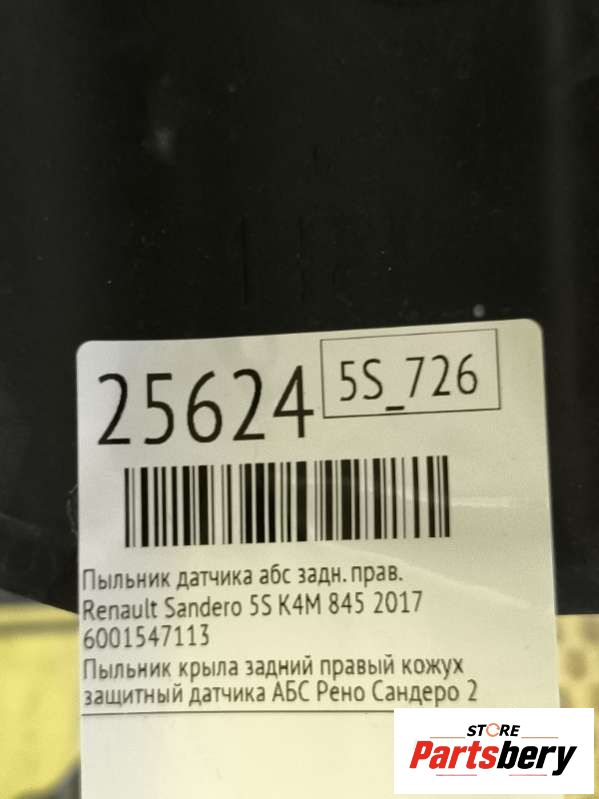 25624
5S_726
Пыльник датчика абс задн. прав.
Renault Sandero 5S K4M 845 2017
6001547113
Пыльник крыла задний правый кожух
защитный датчика АБС Рено Сандеро 2
STORE
Partsbery